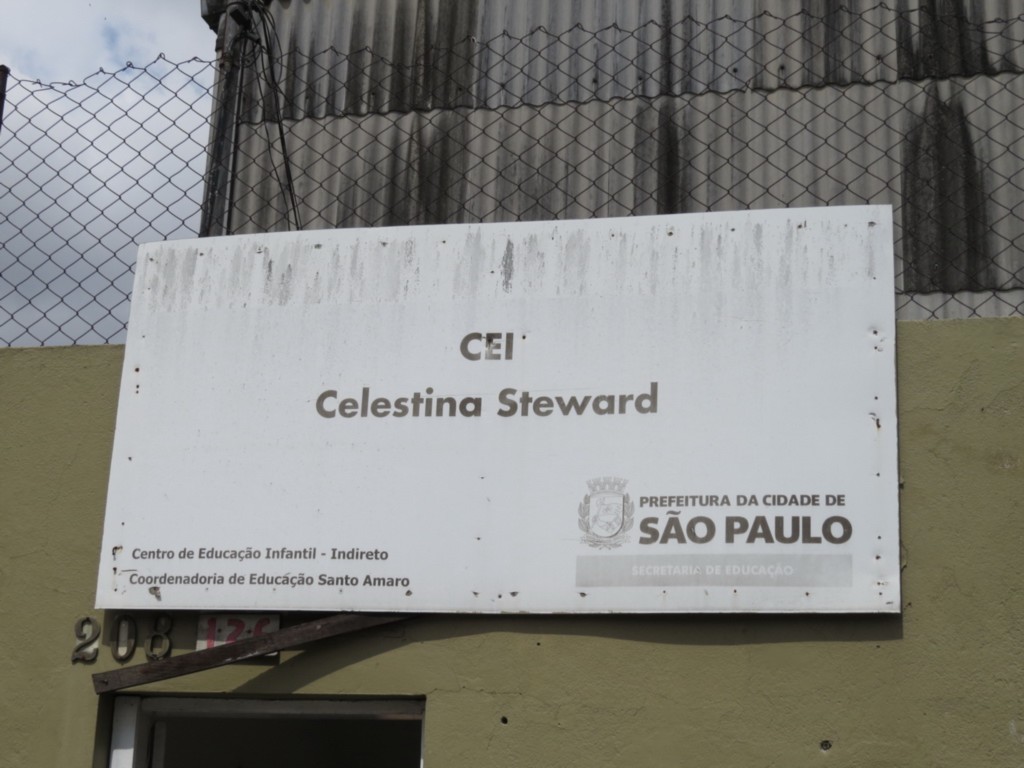 CEI
Celestina Steward
PREFEITURA DA CIDADE DE
SÃO PAULO
SECRETARIA DE EDUCAÇÃO
Centro de Educação Infantil - Indireto
Coordenadoria de Educação Santo Amaro
208